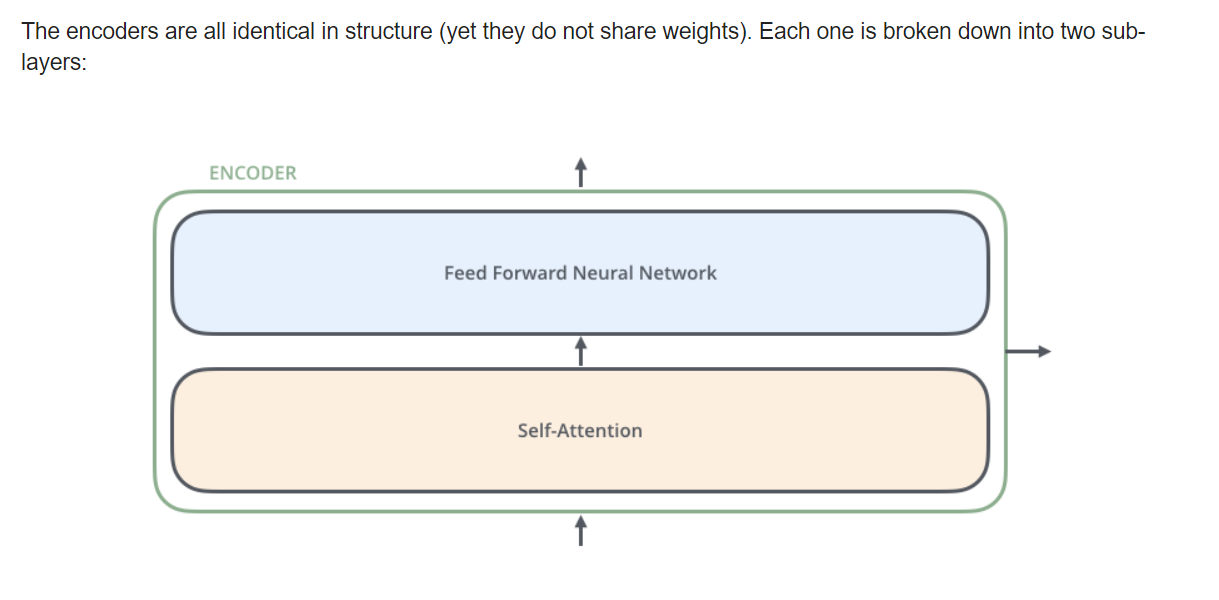 The encoders are all identical in structure (yet they do not share weights). Each one is broken down into two sub-
layers:
ENCODER
Feed Forward Neural Network
Self-Attention